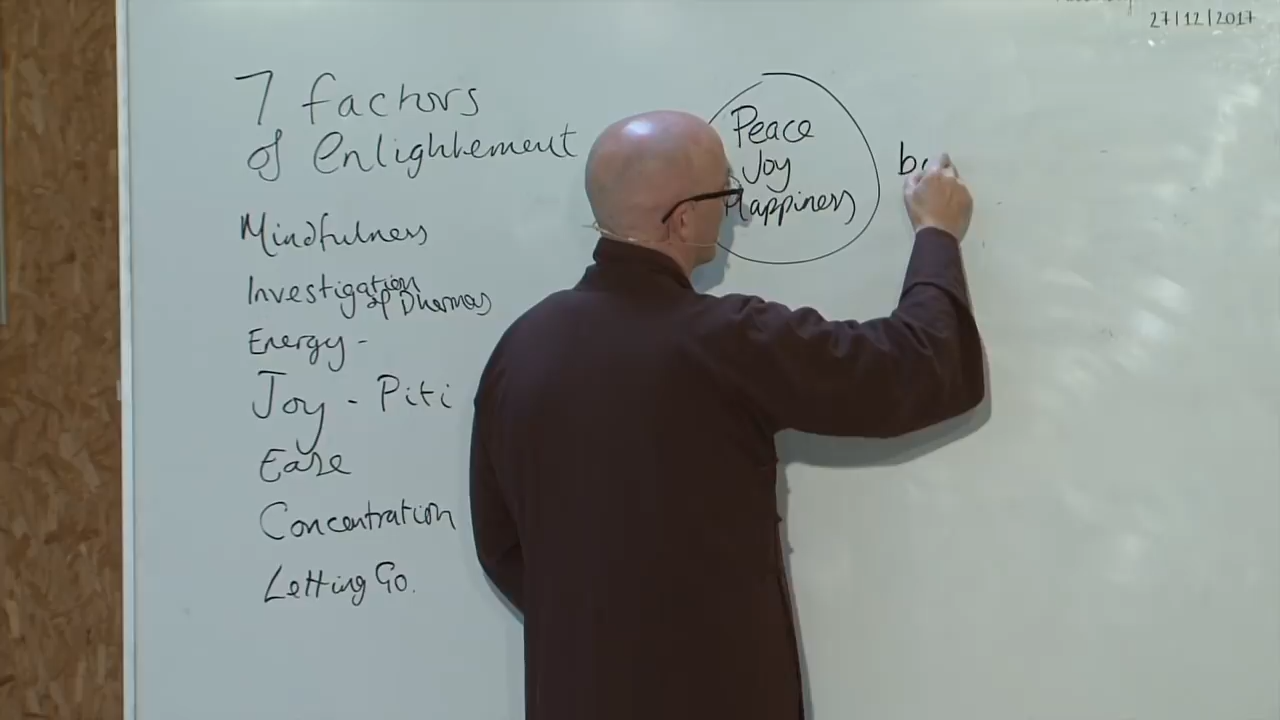 27/12/2017
7 factors
of Enlightement
Mindfulness
Investigation
of Dharmas
Energy -
Joy - Piti
Ease
Concentration
Letting Go.
Peace
Joy
Happiness